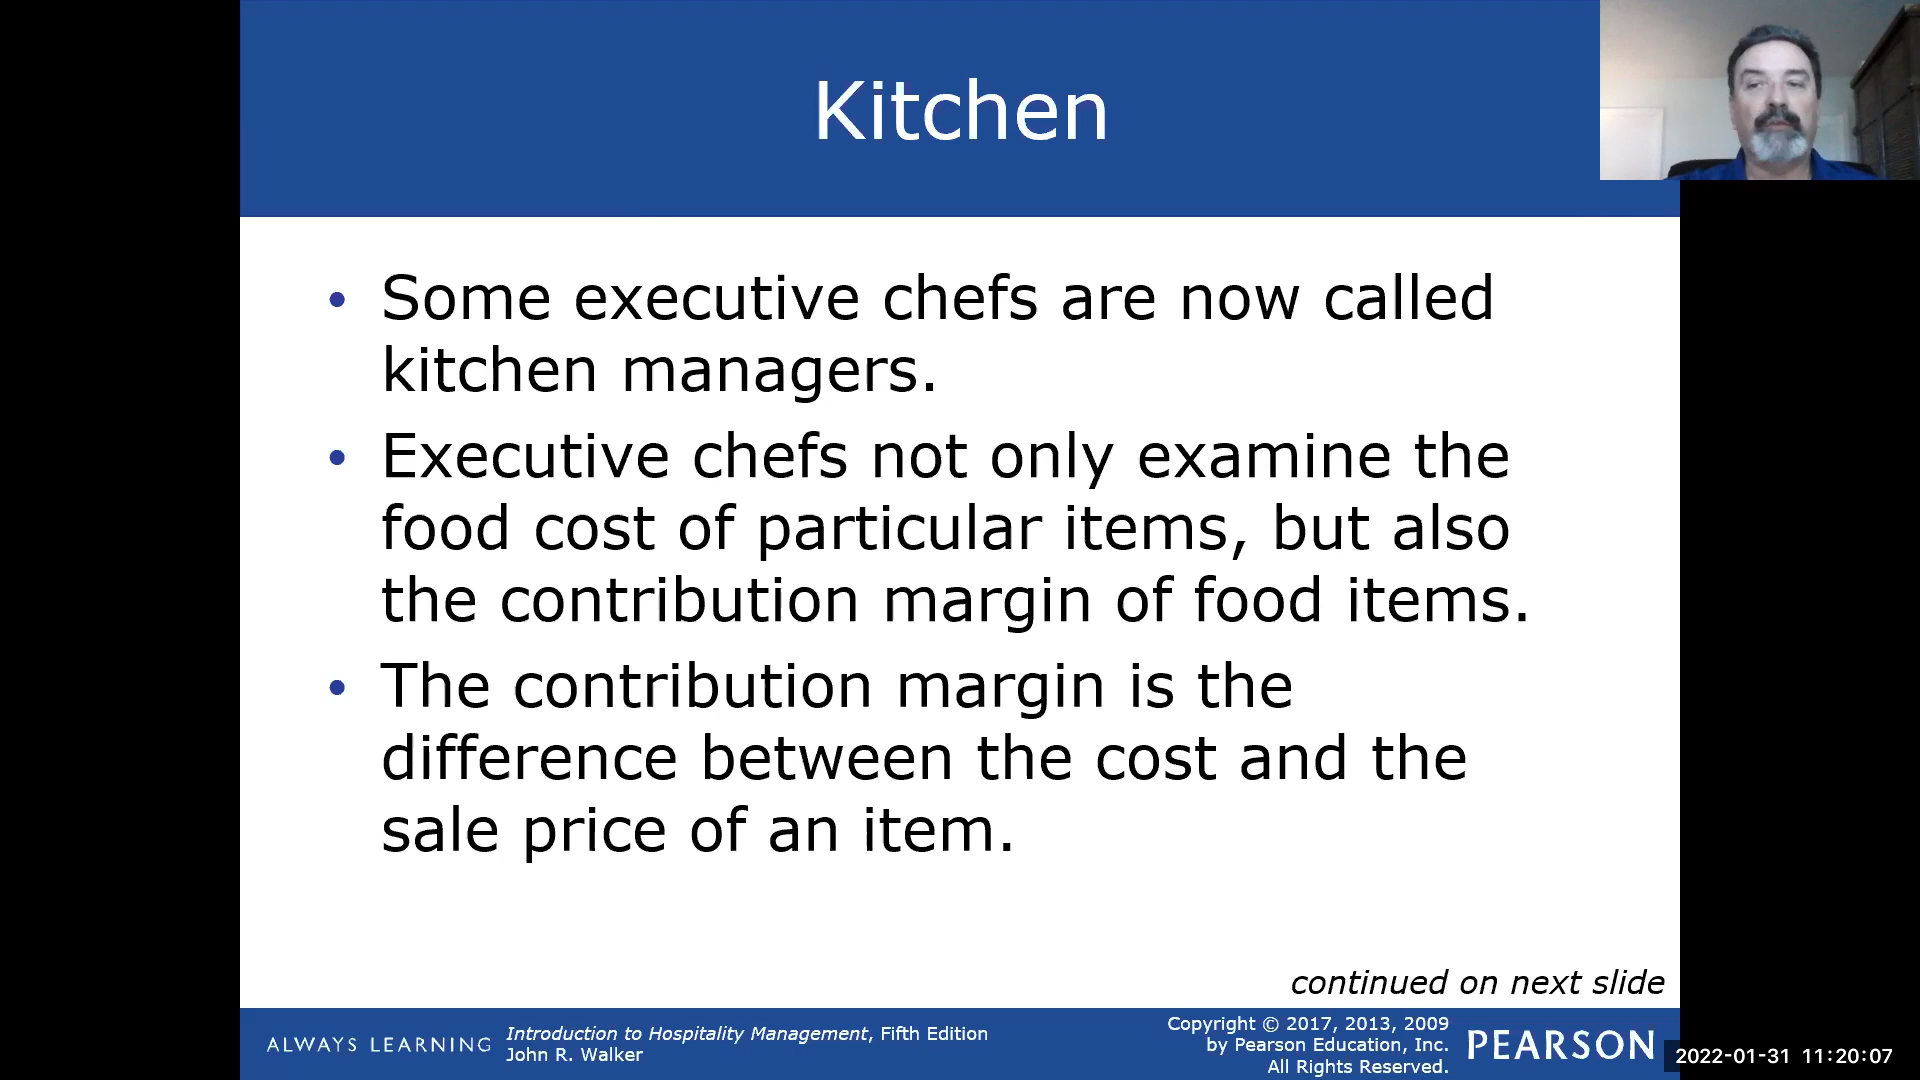 Kitchen
• Some executive chefs are now called
kitchen managers.
• Executive chefs not only examine the
food cost of particular items, but also
the contribution margin of food items.
• The contribution margin is the
difference between the cost and the
sale price of an item.
continued on next slide
ALWAYS LEARNING
Introduction to Hospitality Management, Fifth Edition
John R. Walker
Copyright © 2017, 2013, 2009
by Pearson Education, Inc.
All Rights Reserved.
PEARSON
2022-01-31 11:20:07